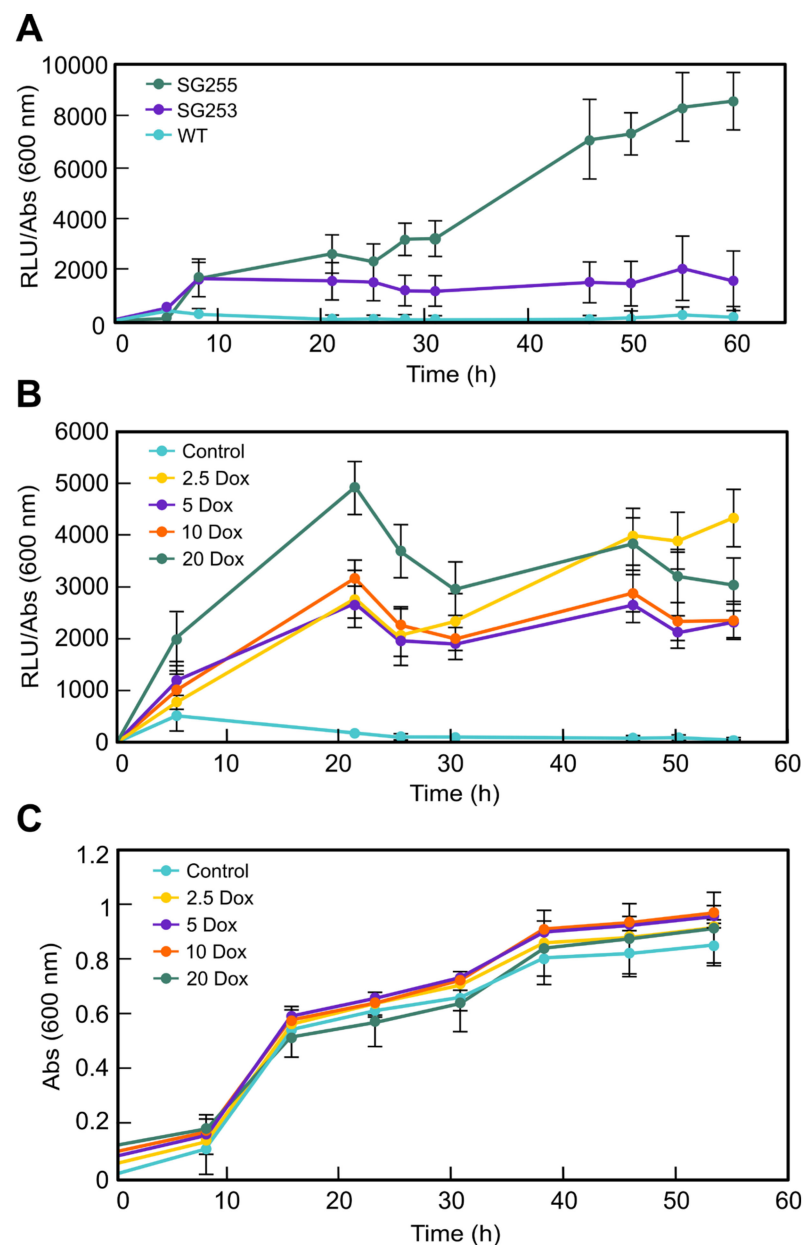 A
RLU/Abs (600 nm)
10000
8000
6000
4000
2000
0
SG255
SG253
WT
0 10 20 30 40 50 60
Time (h)
B
RLU/Abs (600 nm)
6000
5000
4000
3000
2000
1000
0
Control
2.5 Dox
5 Dox
10 Dox
20 Dox
0 10 20 30 40 50 60
Time (h)
C
Abs (600 nm)
1.2
1
0.8
0.6
0.4
0.2
0
Control
2.5 Dox
5 Dox
10 Dox
20 Dox
0 10 20 30 40 50 60
Time (h)